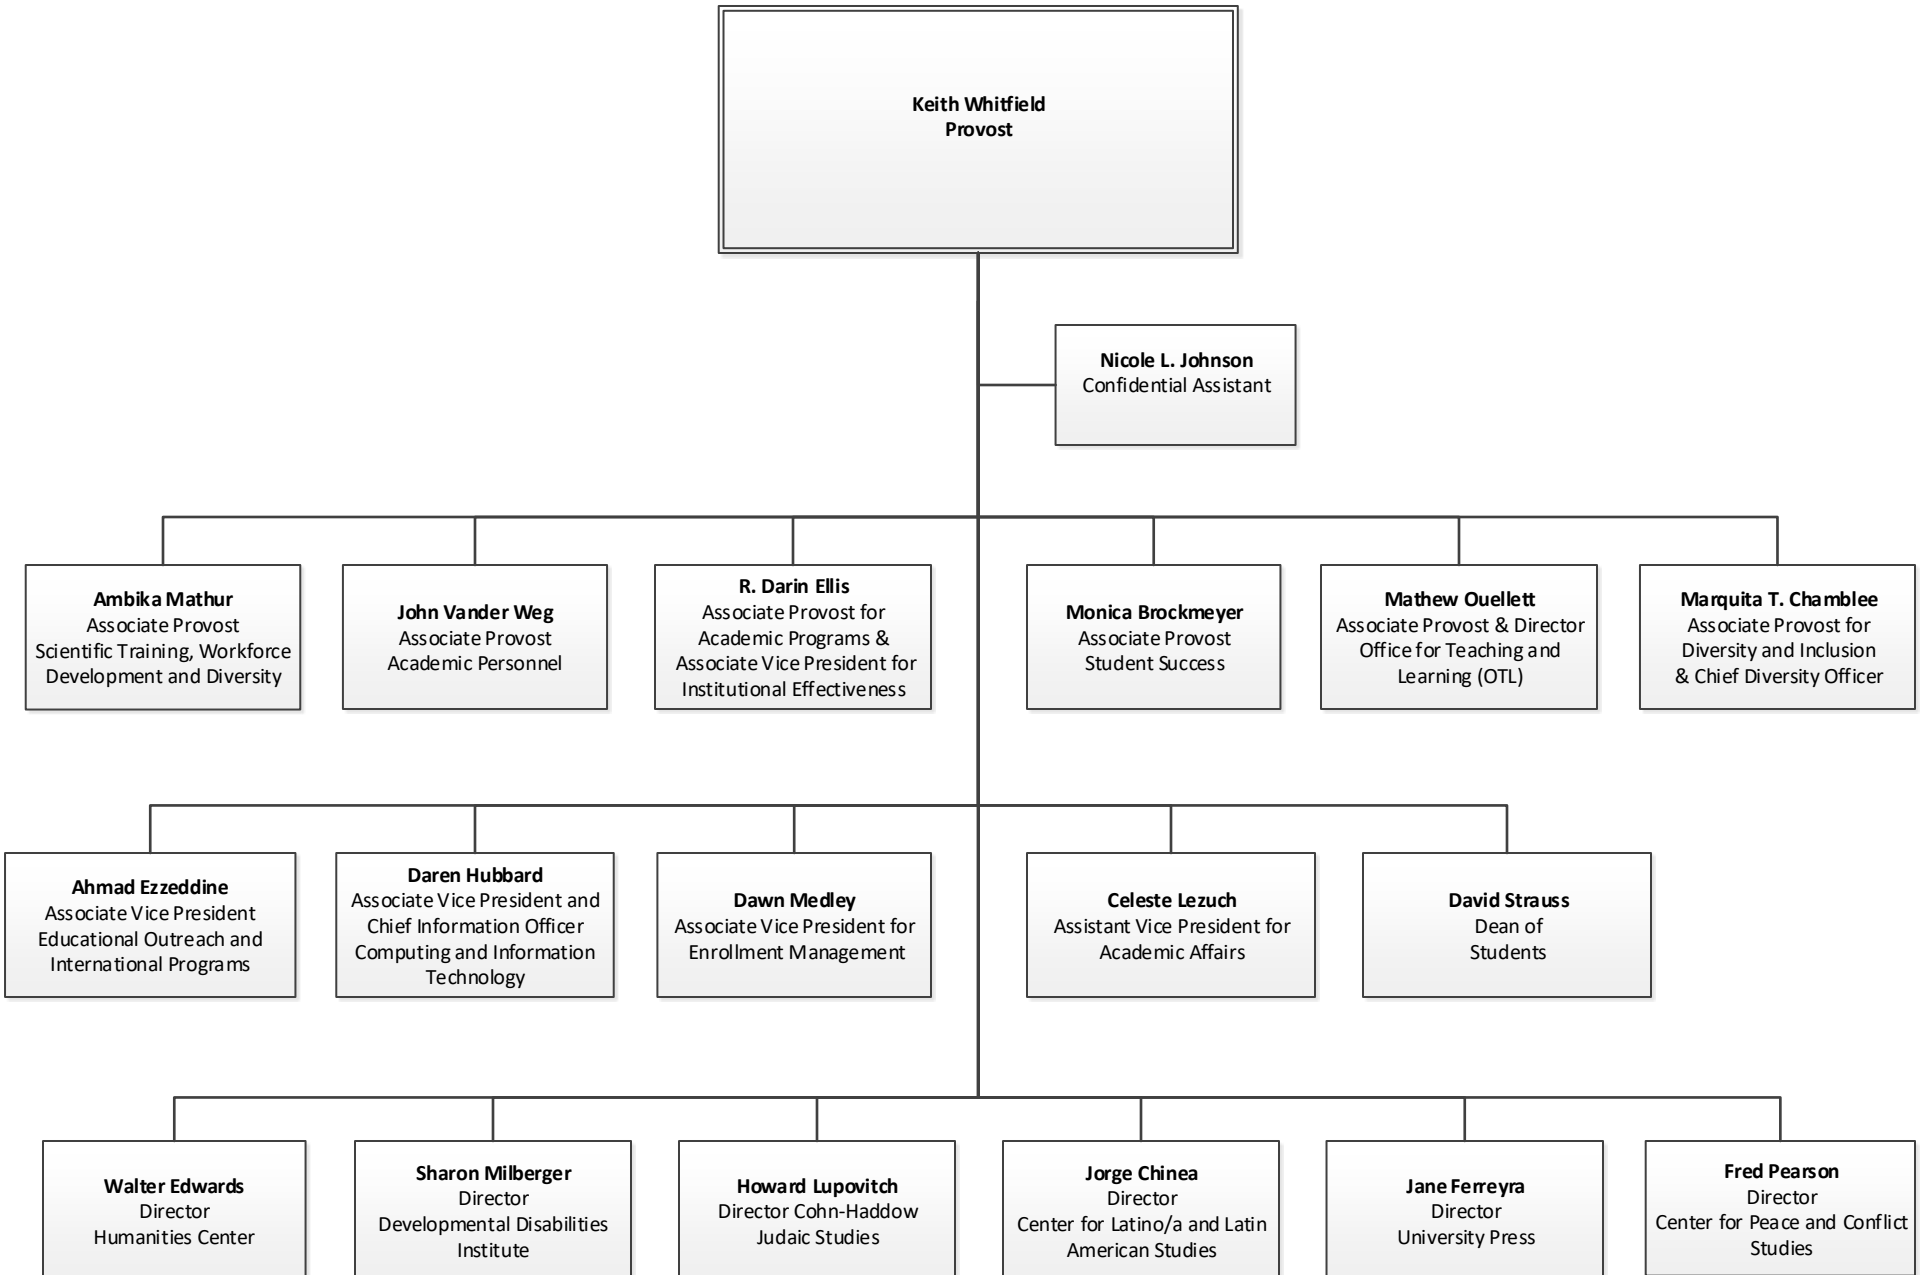 Keith Whitfield
Provost
Nicole L. Johnson
Confidential Assistant
Ambika Mathur
Associate Provost
Scientific Training, Workforce
Development and Diversity
John Vander Weg
Associate Provost
Academic Personnel
R. Darin Ellis
Associate Provost for
Academic Programs &
Associate Vice President for
Institutional Effectiveness
Monica Brockmeyer
Associate Provost
Student Success
Mathew Ouellett
Associate Provost & Director
Office for Teaching and
Learning (OTL)
Marquita T. Chamblee
Associate Provost for
Diversity and Inclusion
& Chief Diversity Officer
Ahmad Ezzeddine
Associate Vice President
Educational Outreach and
International Programs
Daren Hubbard
Associate Vice President and
Chief Information Officer
Computing and Information
Technology
Dawn Medley
Associate Vice President for
Enrollment Management
Celeste Lezuch
Assistant Vice President for
Academic Affairs
David Strauss
Dean of
Students
Walter Edwards
Director
Humanities Center
Sharon Milberger
Director
Developmental Disabilities
Institute
Howard Lupovitch
Director Cohn-Haddow
Judaic Studies
Jorge Chinea
Director
Center for Latino/a and Latin
American Studies
Jane Ferreyra
Director
University Press
Fred Pearson
Director
Center for Peace and Conflict
Studies